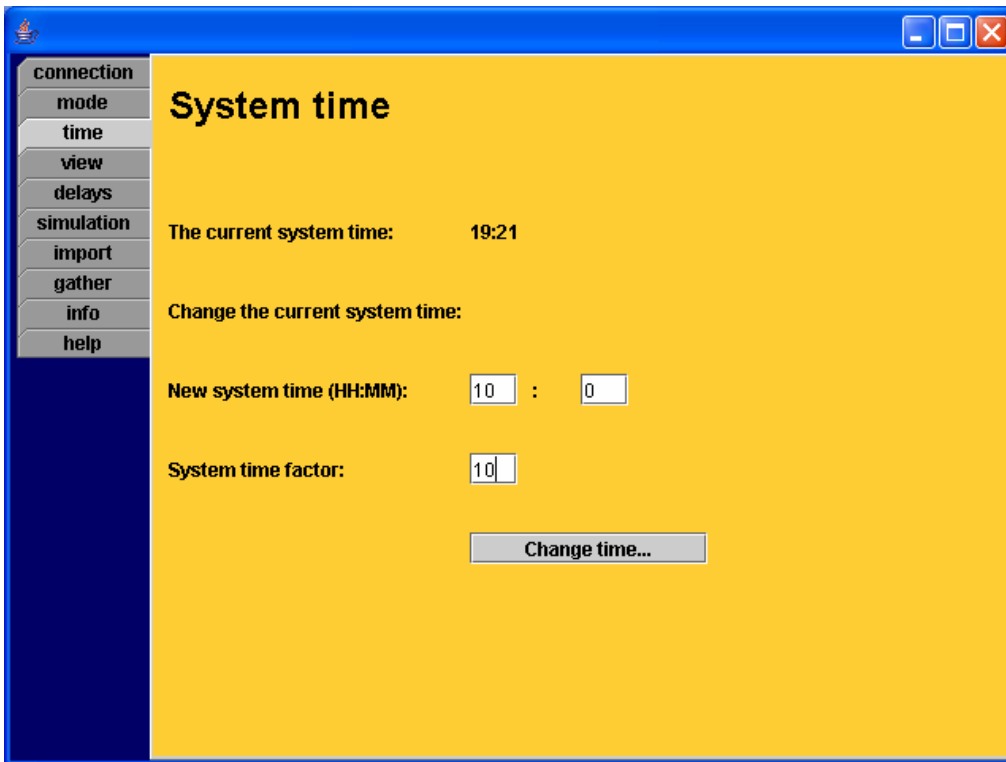 connection
mode
time
view
delays
simulation
import
gather
info
help
System time
The current system time: 19:21
Change the current system time:
New system time (HH:MM): 10 : 0
System time factor: 10
Change time...